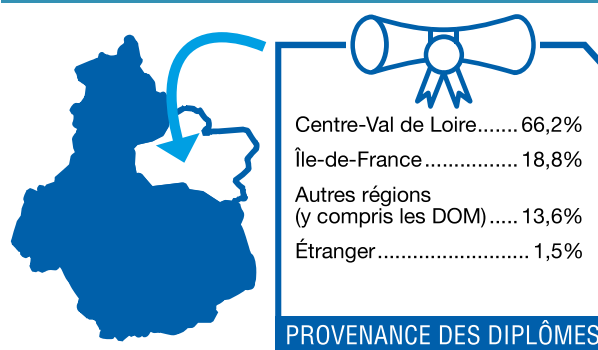 Centre-Val de Loire....... 66,2%
Île-de-France................ 18,8%
Autres régions
(y compris les DOM)..... 13,6%
Étranger........................... 1,5%
PROVENANCE DES DIPLÔMES